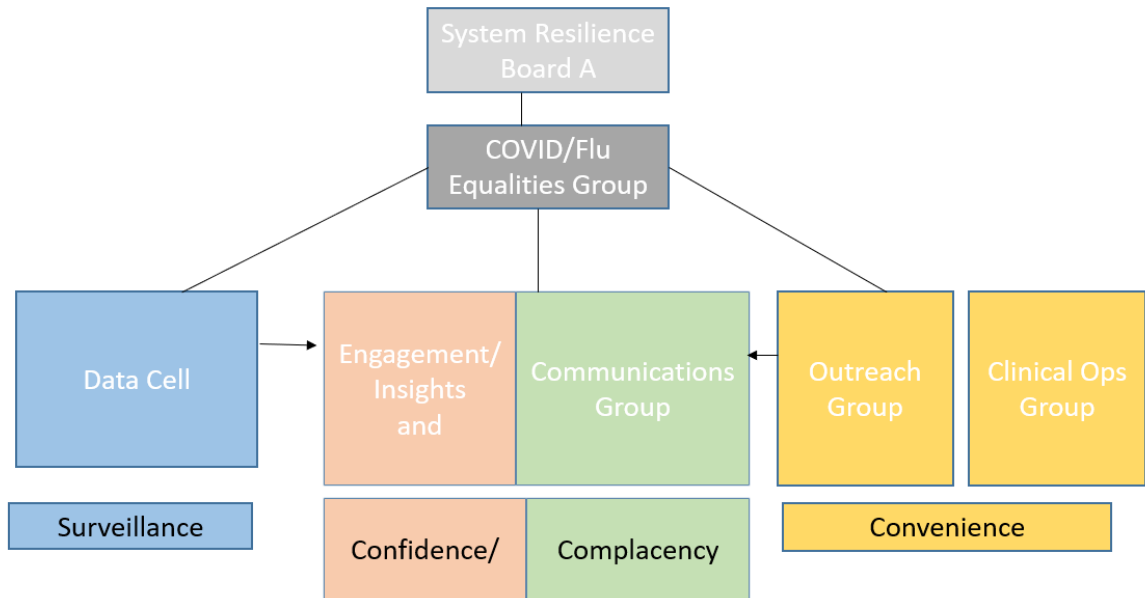 System Resilience
Board A
COVID/Flu
Equalities Group
Data Cell
Engagement/
Insights
and
Communications
Group
Outreach
Group
Clinical Ops
Group
Surveillance
Confidence/
Complacency
Convenience